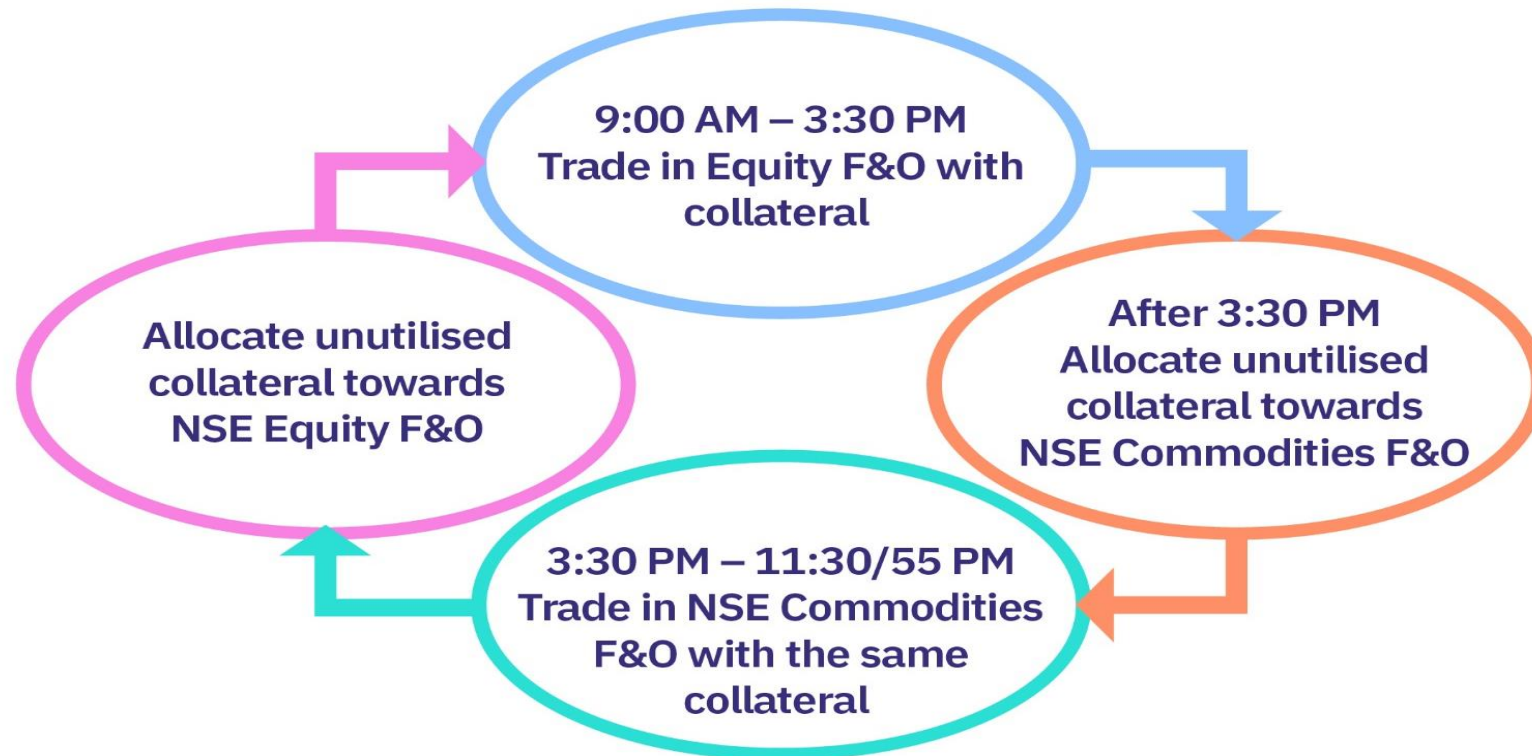 9:00 AM – 3:30 PM
Trade in Equity F&O with
collateral
After 3:30 PM
Allocate unutilised
collateral towards
NSE Commodities F&O
3:30 PM – 11:30/55 PM
Trade in NSE Commodities
F&O with the same
collateral
Allocate unutilised
collateral towards
NSE Equity F&O